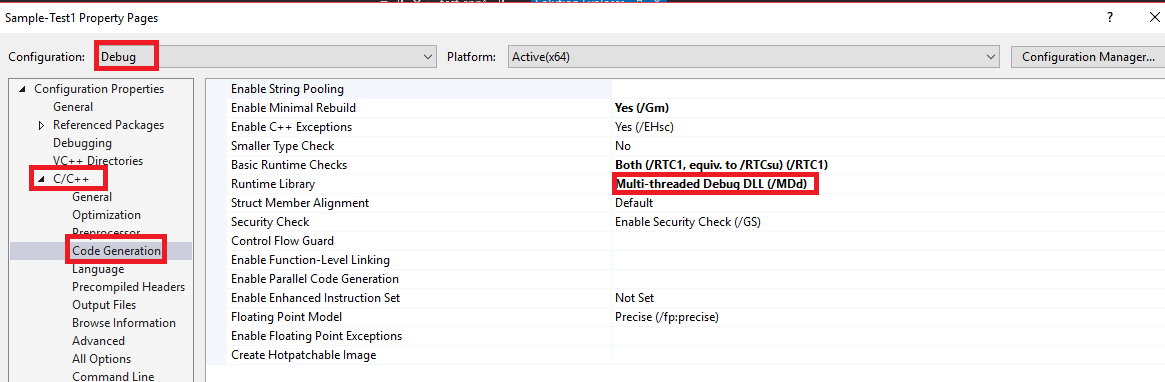 Sample-Test1 Property Pages
? X
Configuration: Debug Platform: Active(x64) Configuration Manager...
Configuration Properties
General
Referenced Packages
Debugging
VC++ Directories
C/C++
General
Optimization
Preprocessor
Code Generation
Language
Precompiled Headers
Output Files
Browse Information
Advanced
All Options
Command Line
Enable String Pooling
Enable Minimal Rebuild Yes (/Gm)
Enable C++ Exceptions Yes (/EHsc)
Smaller Type Check No
Basic Runtime Checks Both (/RTC1, equiv. to /RTCsu) (/RTC1)
Runtime Library Multi-threaded Debug DLL (/MDd)
Struct Member Alignment Default
Security Check Enable Security Check (/GS)
Control Flow Guard
Enable Function-Level Linking
Enable Parallel Code Generation
Enable Enhanced Instruction Set Not Set
Floating Point Model Precise (/fp:precise)
Enable Floating Point Exceptions
Create Hotpatchable Image